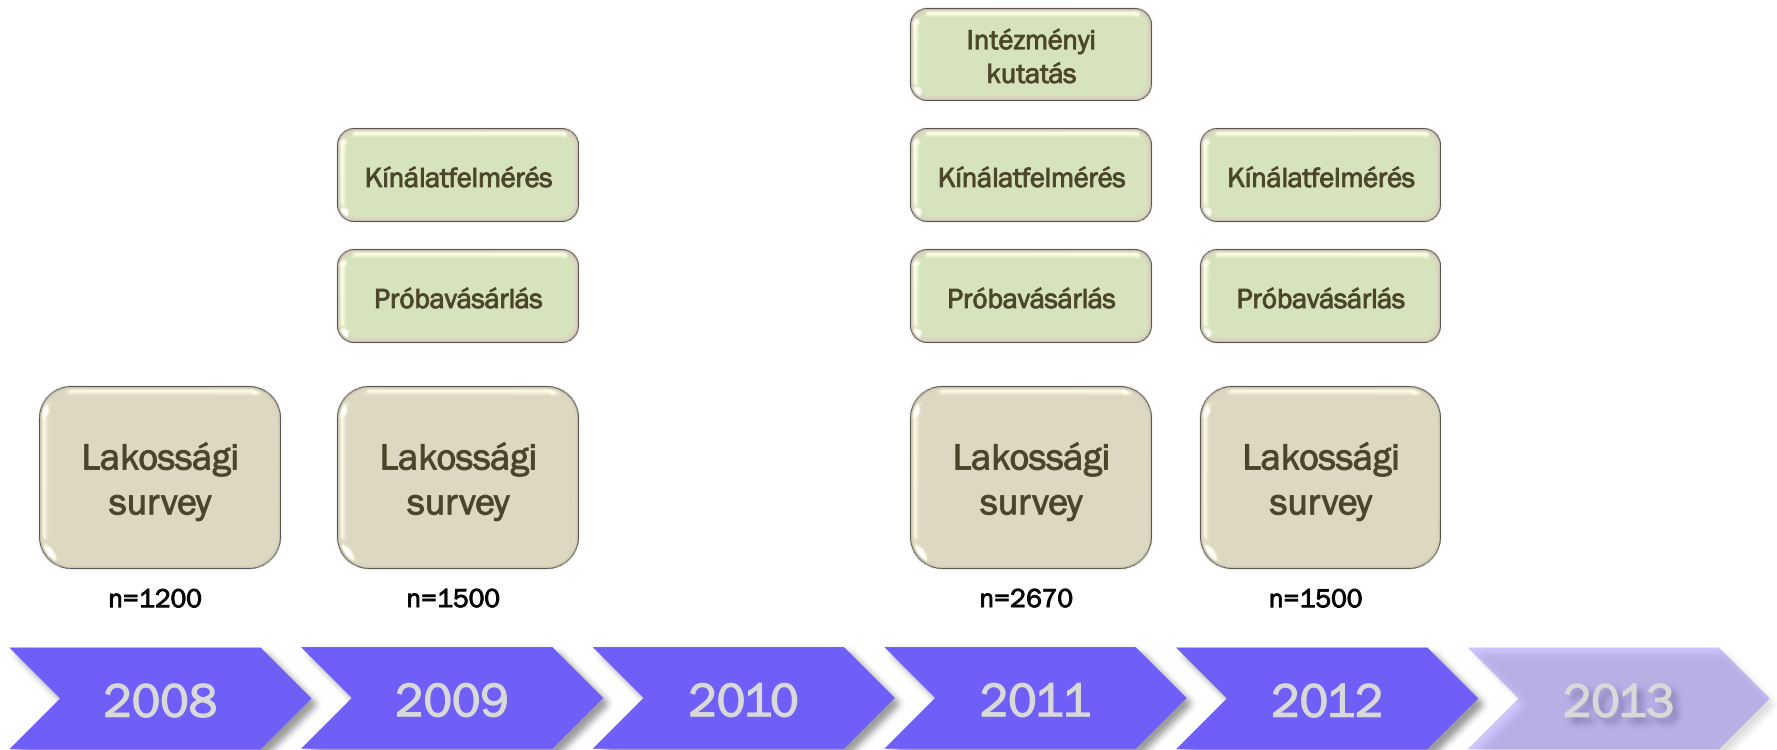 Intézményi
kutatás
Kínálatfelmérés
Kínálatfelmérés
Kínálatfelmérés
Próbavásárlás
Próbavásárlás
Próbavásárlás
Lakossági
survey
Lakossági
survey
Lakossági
survey
Lakossági
survey
n=1200
n=1500
n=2670
n=1500
2008
2009
2010
2011
2012
2013